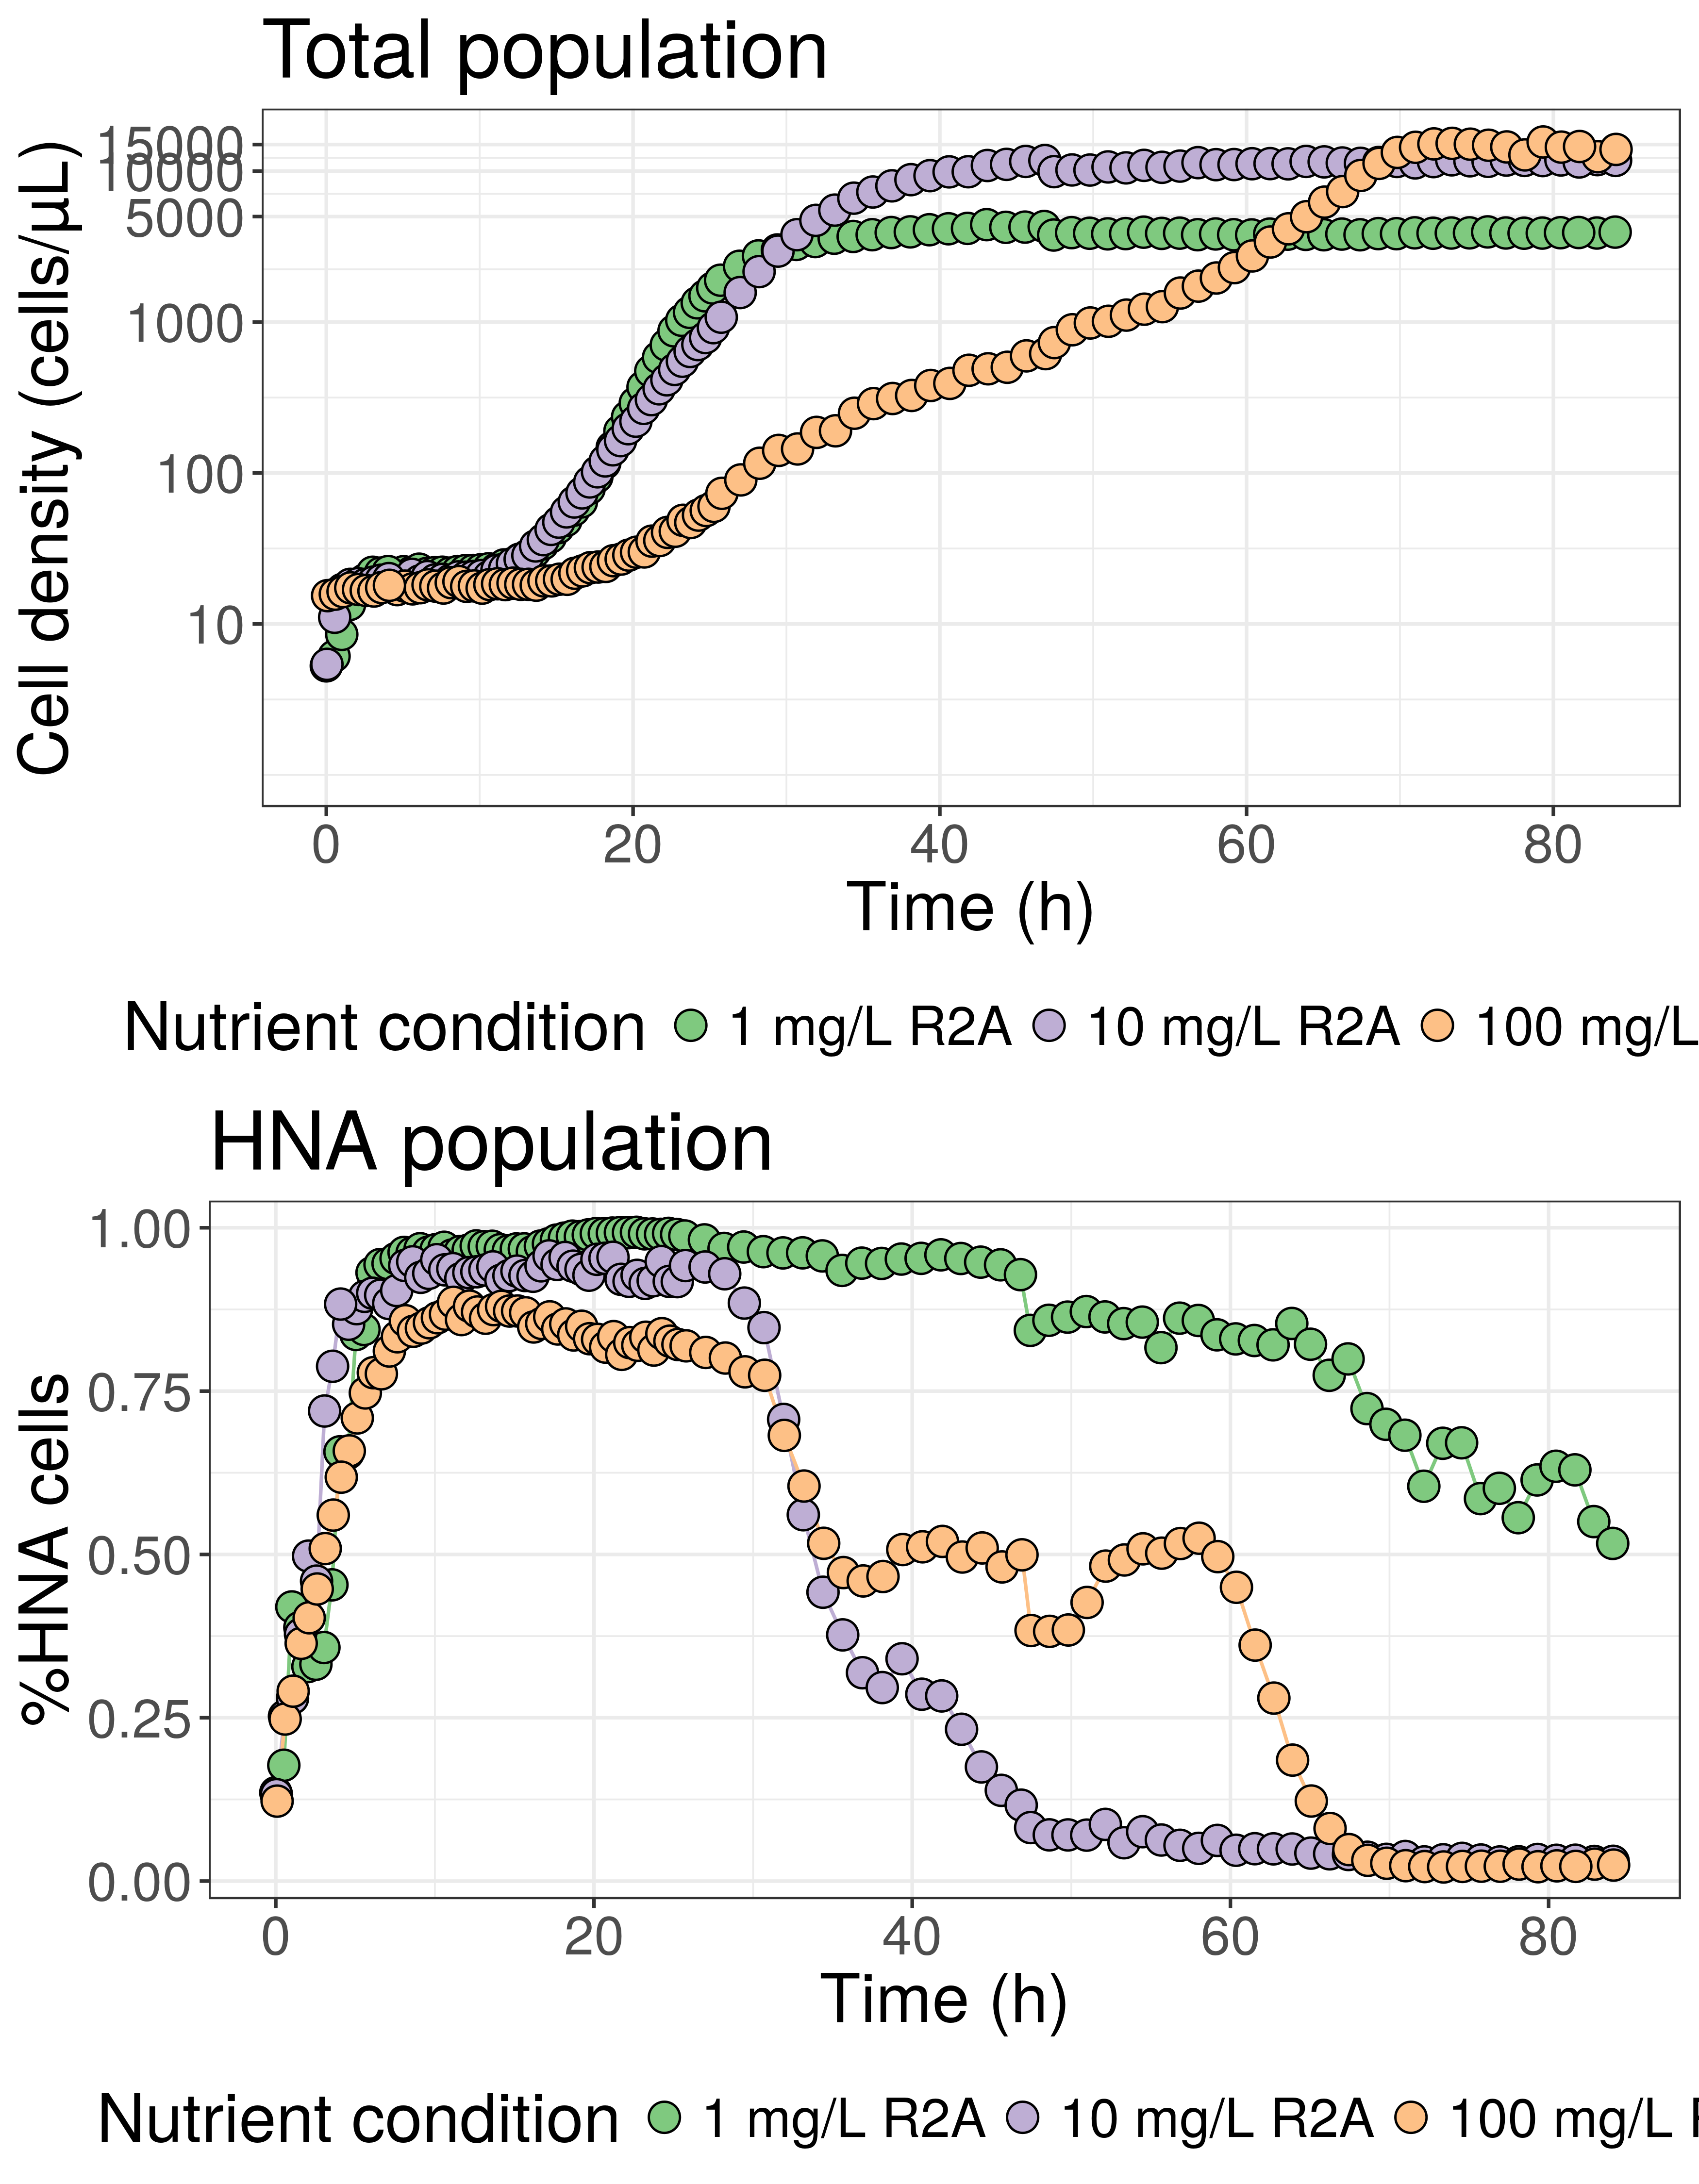 Total population
Cell density (cells/µL)
15000
10000
5000
1000
100
10
0 20 40 60 80
Time (h)
Nutrient condition 1 mg/L R2A 10 mg/L R2A 100 mg/L
HNA population
%HNA cells
1.00
0.75
0.50
0.25
0.00
0 20 40 60 80
Time (h)
Nutrient condition 1 mg/L R2A 10 mg/L R2A 100 mg/L